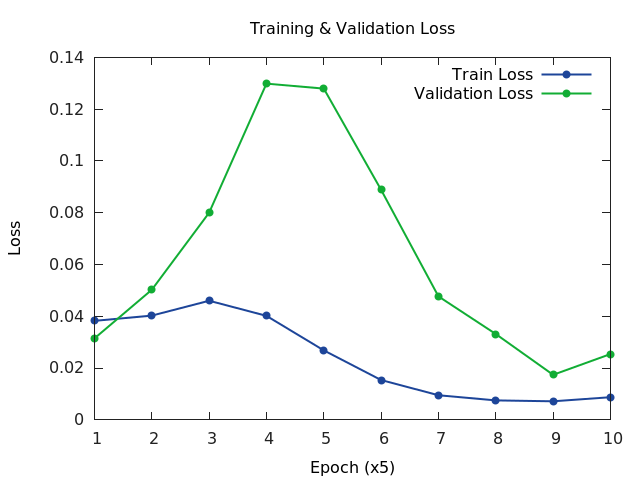 Training & Validation Loss
Train Loss
Validation Loss
0.14
0.12
0.1
0.08
0.06
0.04
0.02
0
Loss
1 2 3 4 5 6 7 8 9 10
Epoch (x5)